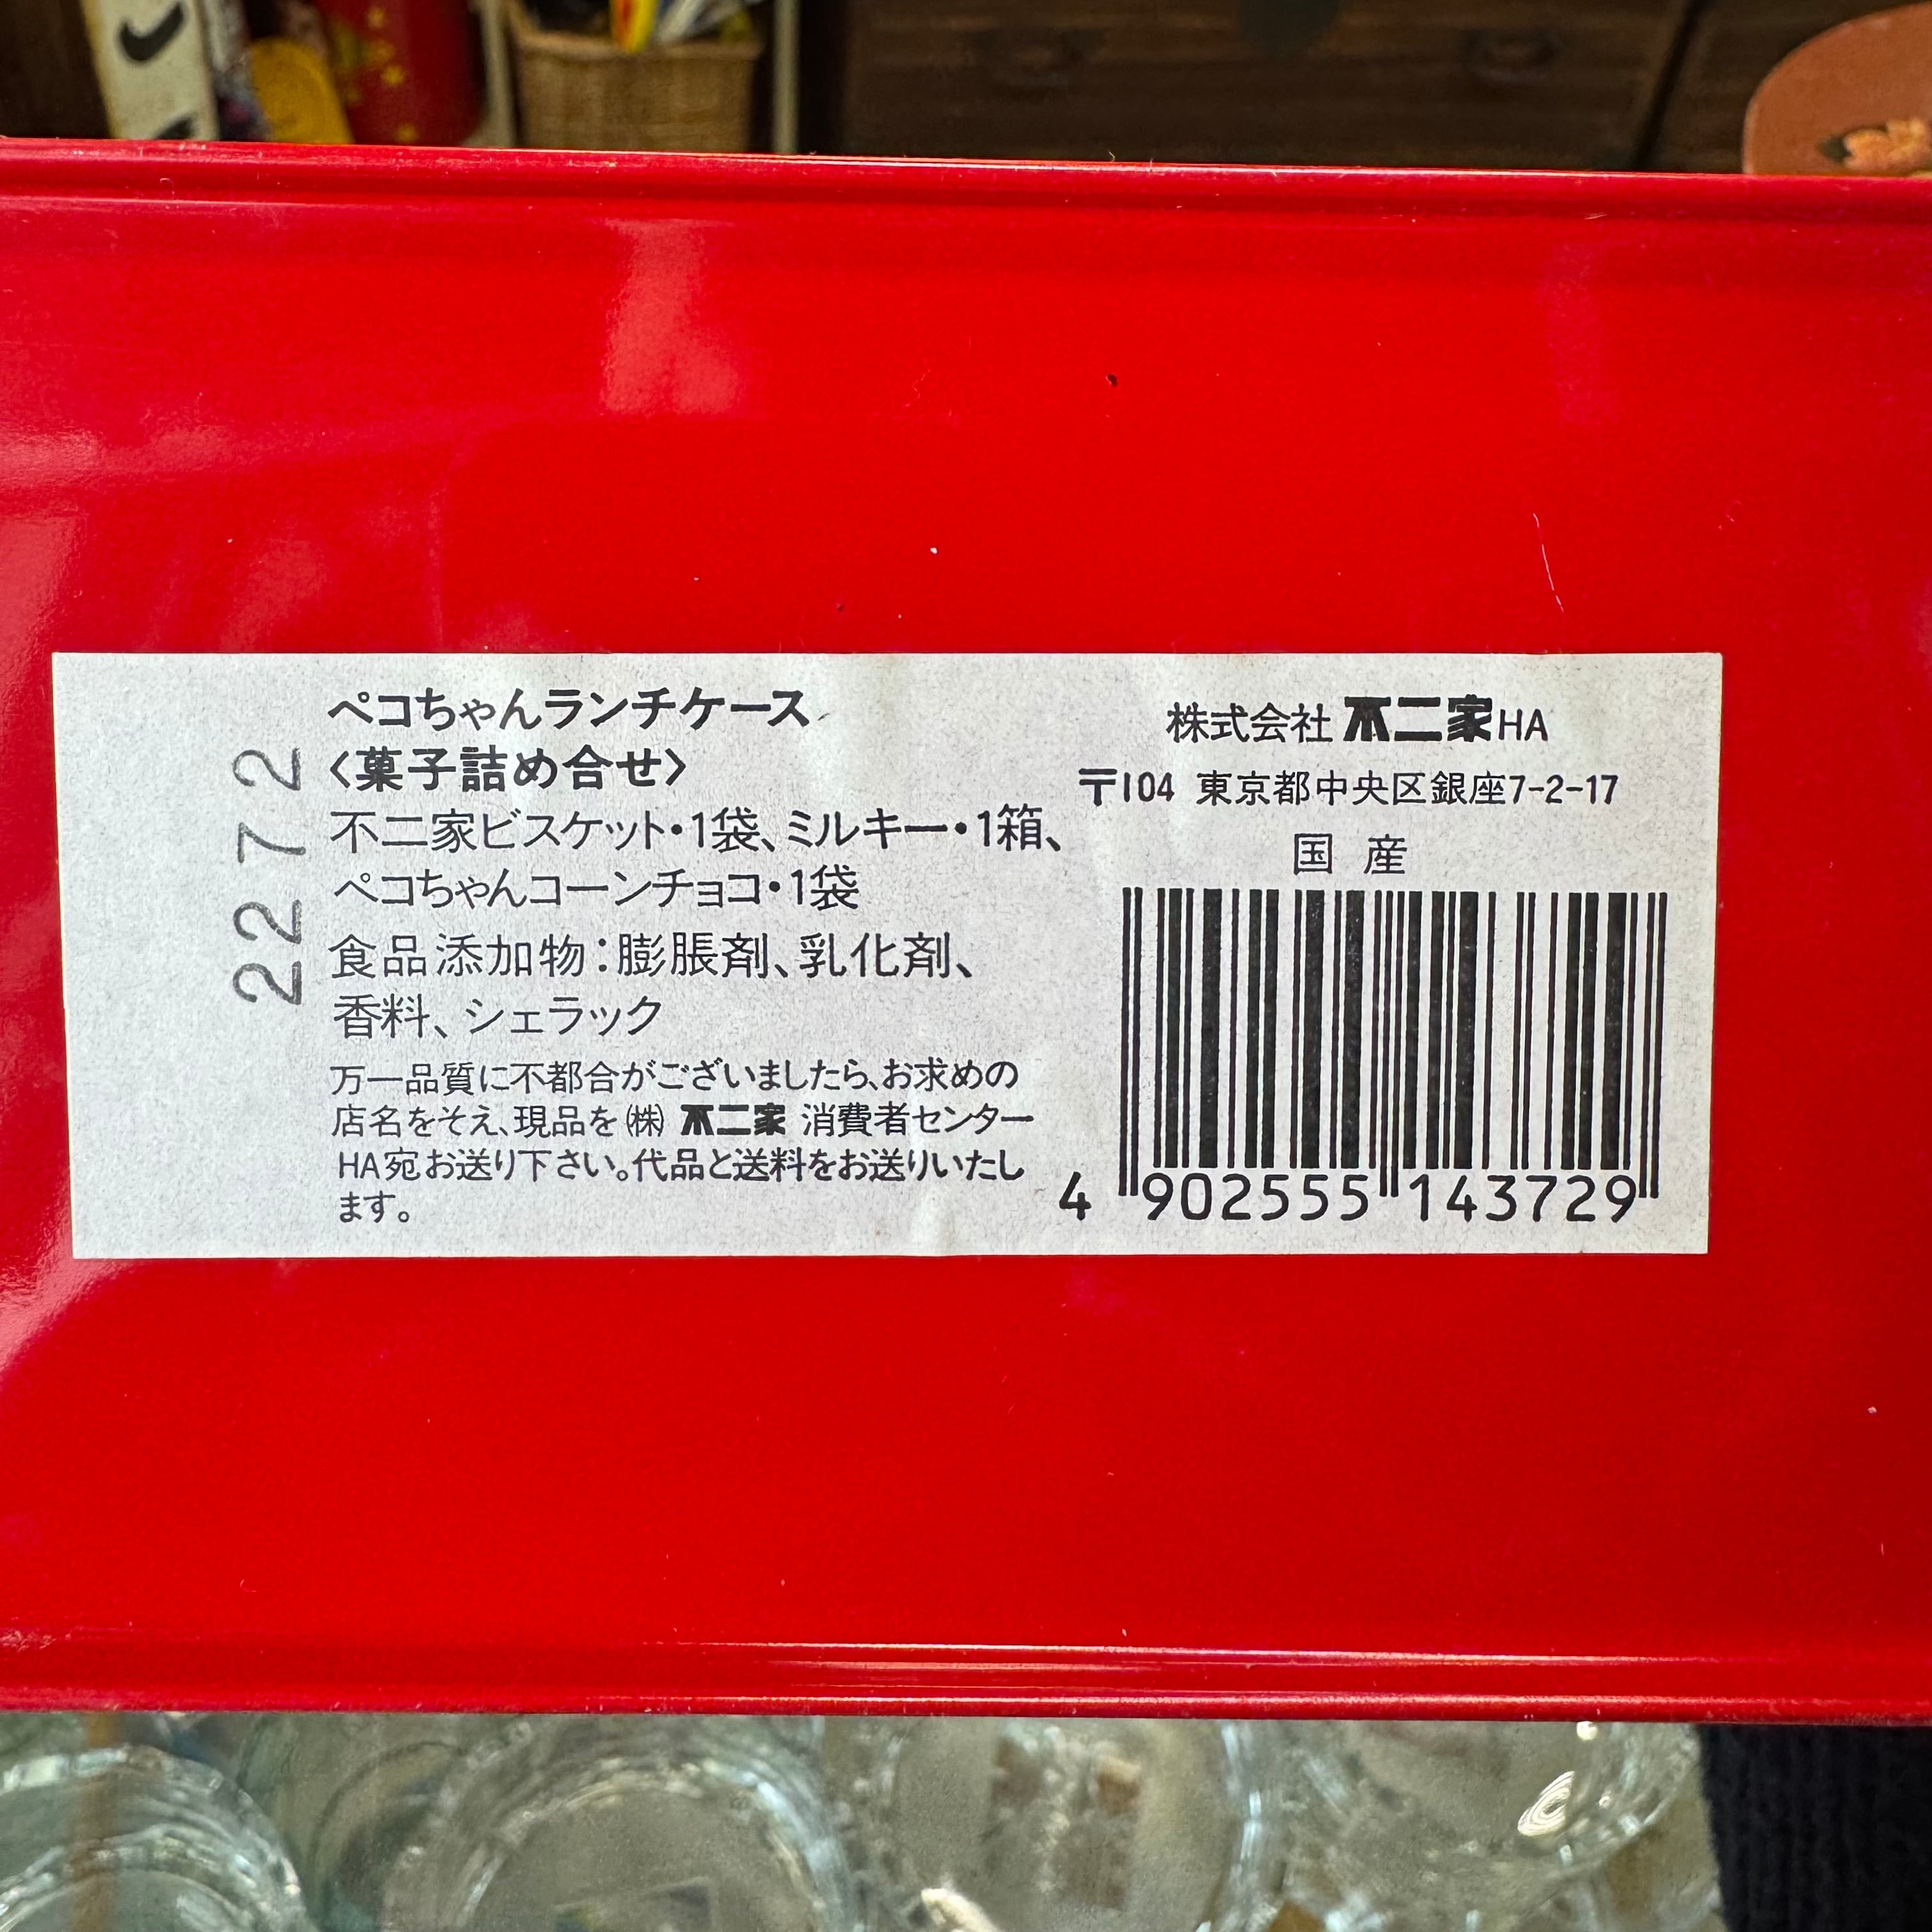 ペコちゃんランチケース
〈菓子詰め合せ〉
不二家ビスケット・1袋、ミルキー・1箱、
ペコちゃんコーンチョコ・1袋
食品添加物:膨脹剤、乳化剤、
香料、シェラック
万一品質に不都合がございましたら、お求めの
店名をそえ、現品を㈱不二家 消費者センター
HA宛お送り下さい。代品と送料をお送りいたし
ます。
2272
株式会社 不二家HA
〒104 東京都中央区銀座7-2-17
国産
4 902555 143729